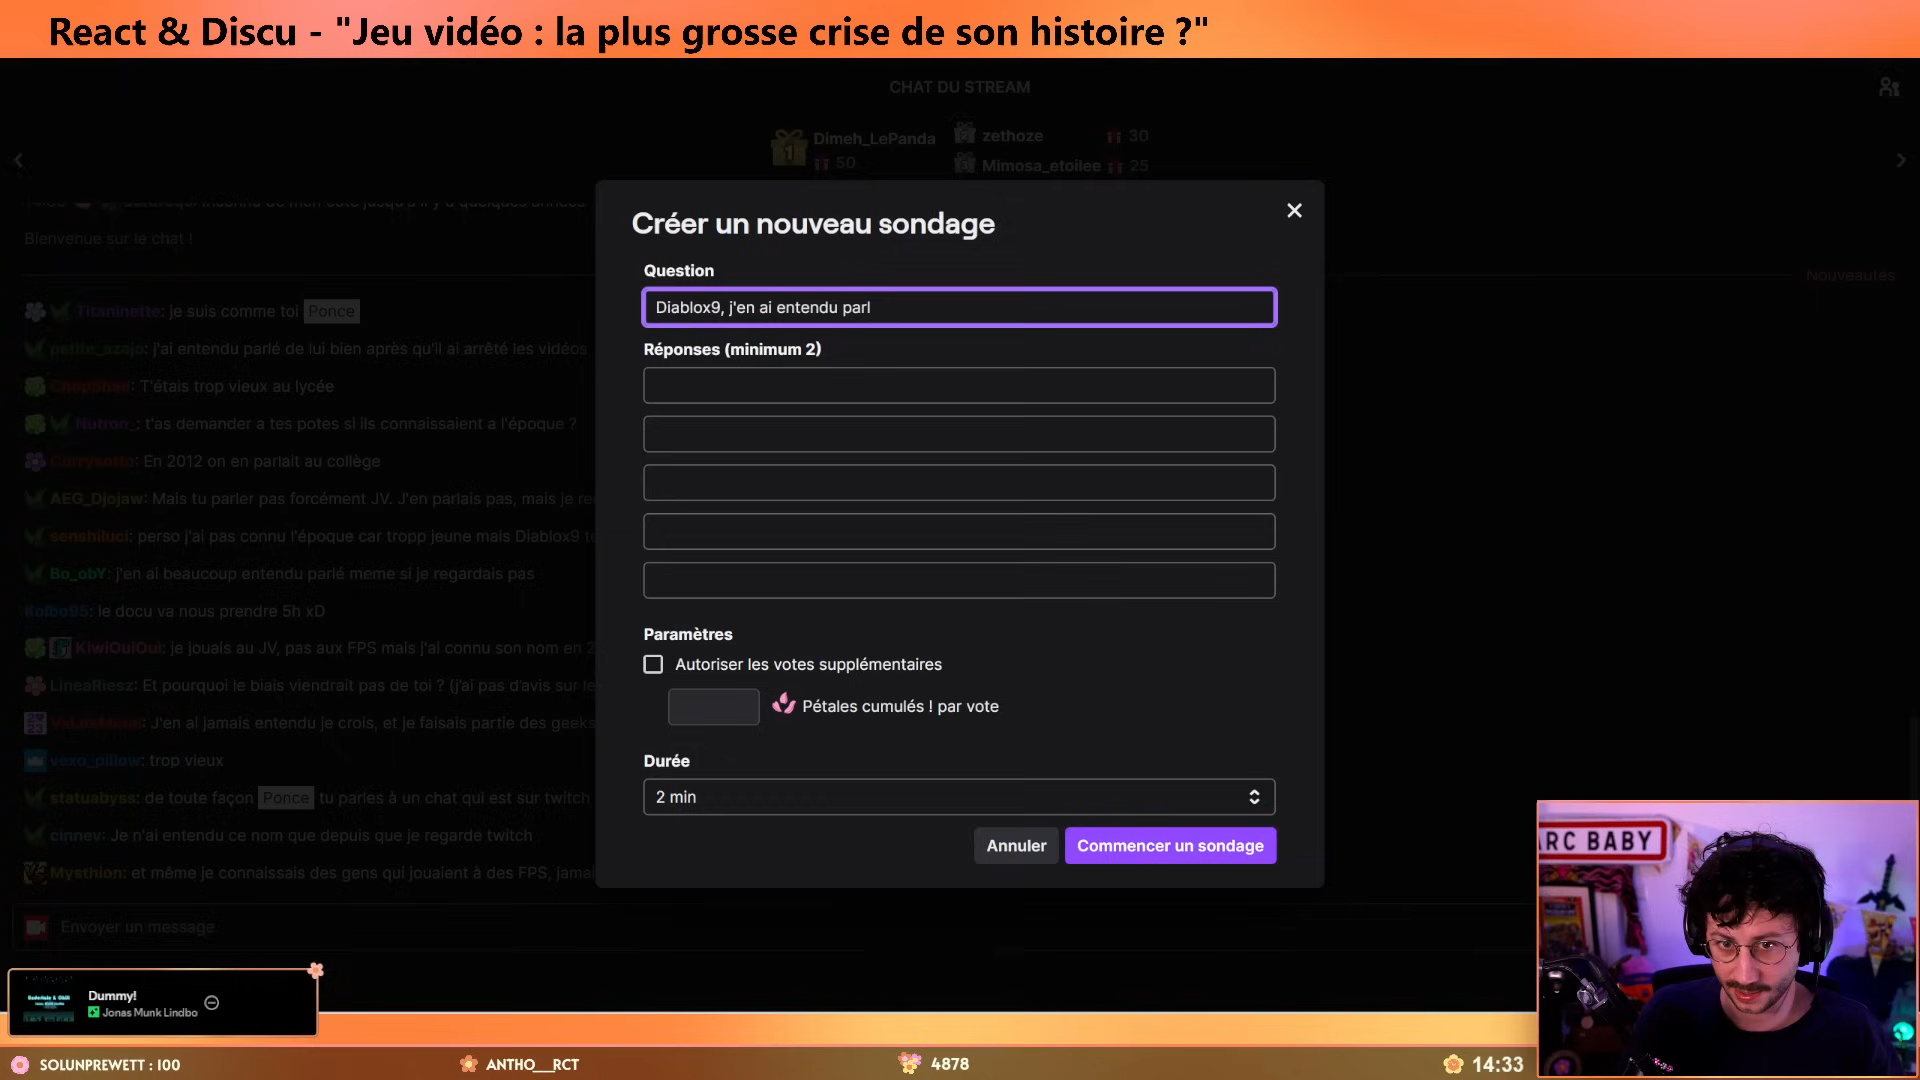 React & Discu - "Jeu vidéo : la plus grosse crise de son histoire ?"
CHAT DU STREAM
1 Dimeh_LePanda 50
zethoze 30
Mimosa_etoilee 25
Bienvenue sur le chat !
Nouveautés
Titaninette: je suis comme toi Ponce
petite_azajo: j'ai entendu parlé de lui bien après qu'il ai arrêté les vidéos
T'étais trop vieux au lycée
Nutron_: t'as demander a tes potes si ils connaissaient a l'époque ?
En 2012 on en parlait au collège
AEG_Djojaw: Mais tu parler pas forcément JV. J'en parlais pas, mais je re
senshiluci: perso j'ai pas connu l'époque car tropp jeune mais Diablox9 t
Bo_obY: j'en ai beaucoup entendu parlé meme si je regardais pas
Kolbo95: le docu va nous prendre 5h xD
KiwiOuiOui: je jouais au JV, pas aux FPS mais j'ai connu son nom en 2
LineaRiesz: Et pourquoi le biais viendrait pas de toi ? (j'ai pas d'avis sur le
J'en ai jamais entendu je crois, et je faisais partie des geeks
voxo_pillow: trop vieux
statuabyss: de toute façon Ponce tu parles à un chat qui est sur twitch
cinnev: Je n'ai entendu ce nom que depuis que je regarde twitch
Mysthion: et même je connaissais des gens qui jouaient à des FPS, jama
Envoyer un message
Créer un nouveau sondage
Question
Diablox9, j'en ai entendu parl
Réponses (minimum 2)
Paramètres
Autoriser les votes supplémentaires
Pétales cumulés ! par vote
Durée
2 min
Annuler
Commencer un sondage
ARC BABY
Dummy!
Jonas Munk Lindbo
SOLUNPREWETT : 100
ANTHO__RCT
4878
14:33